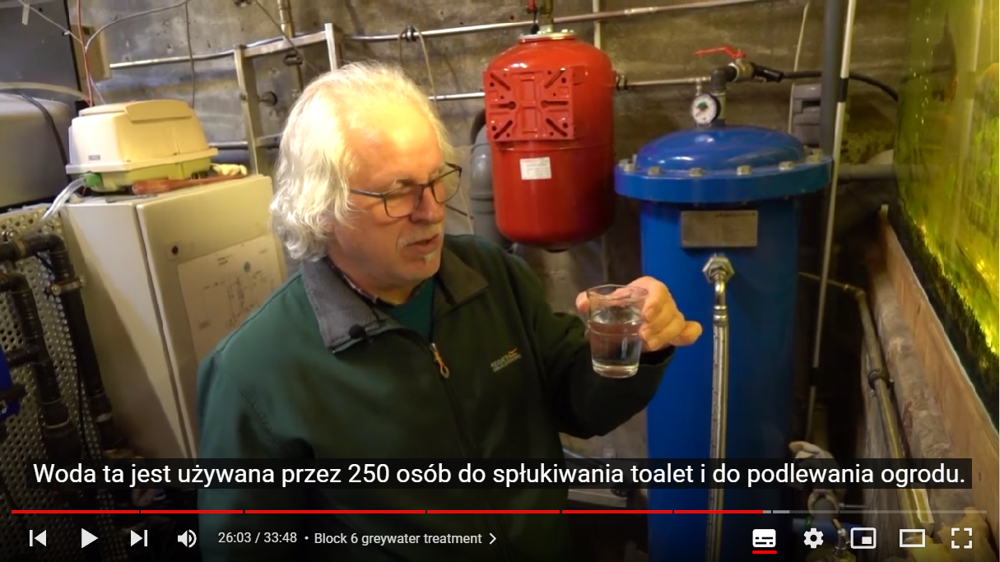 REGATTA
Woda ta jest używana przez 250 osób do spłukiwania toalet i do podlewania ogrodu.
26:03 / 33:48 • Block 6 greywater treatment